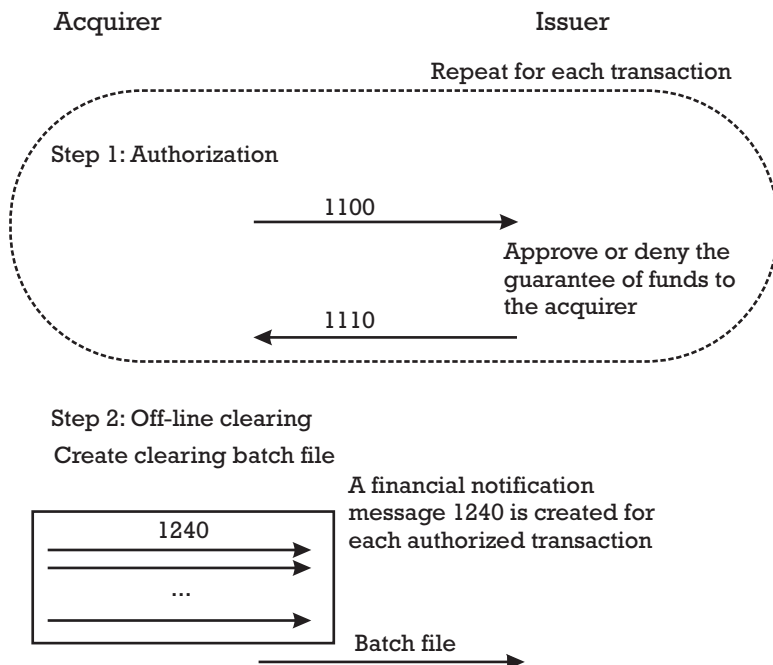 Acquirer
Issuer
Repeat for each transaction
Step 1: Authorization
1100
Approve or deny the
guarantee of funds to
the acquirer
1110
Step 2: Off-line clearing
Create clearing batch file
A financial notification
message 1240 is created for
each authorized transaction
1240
...
Batch file